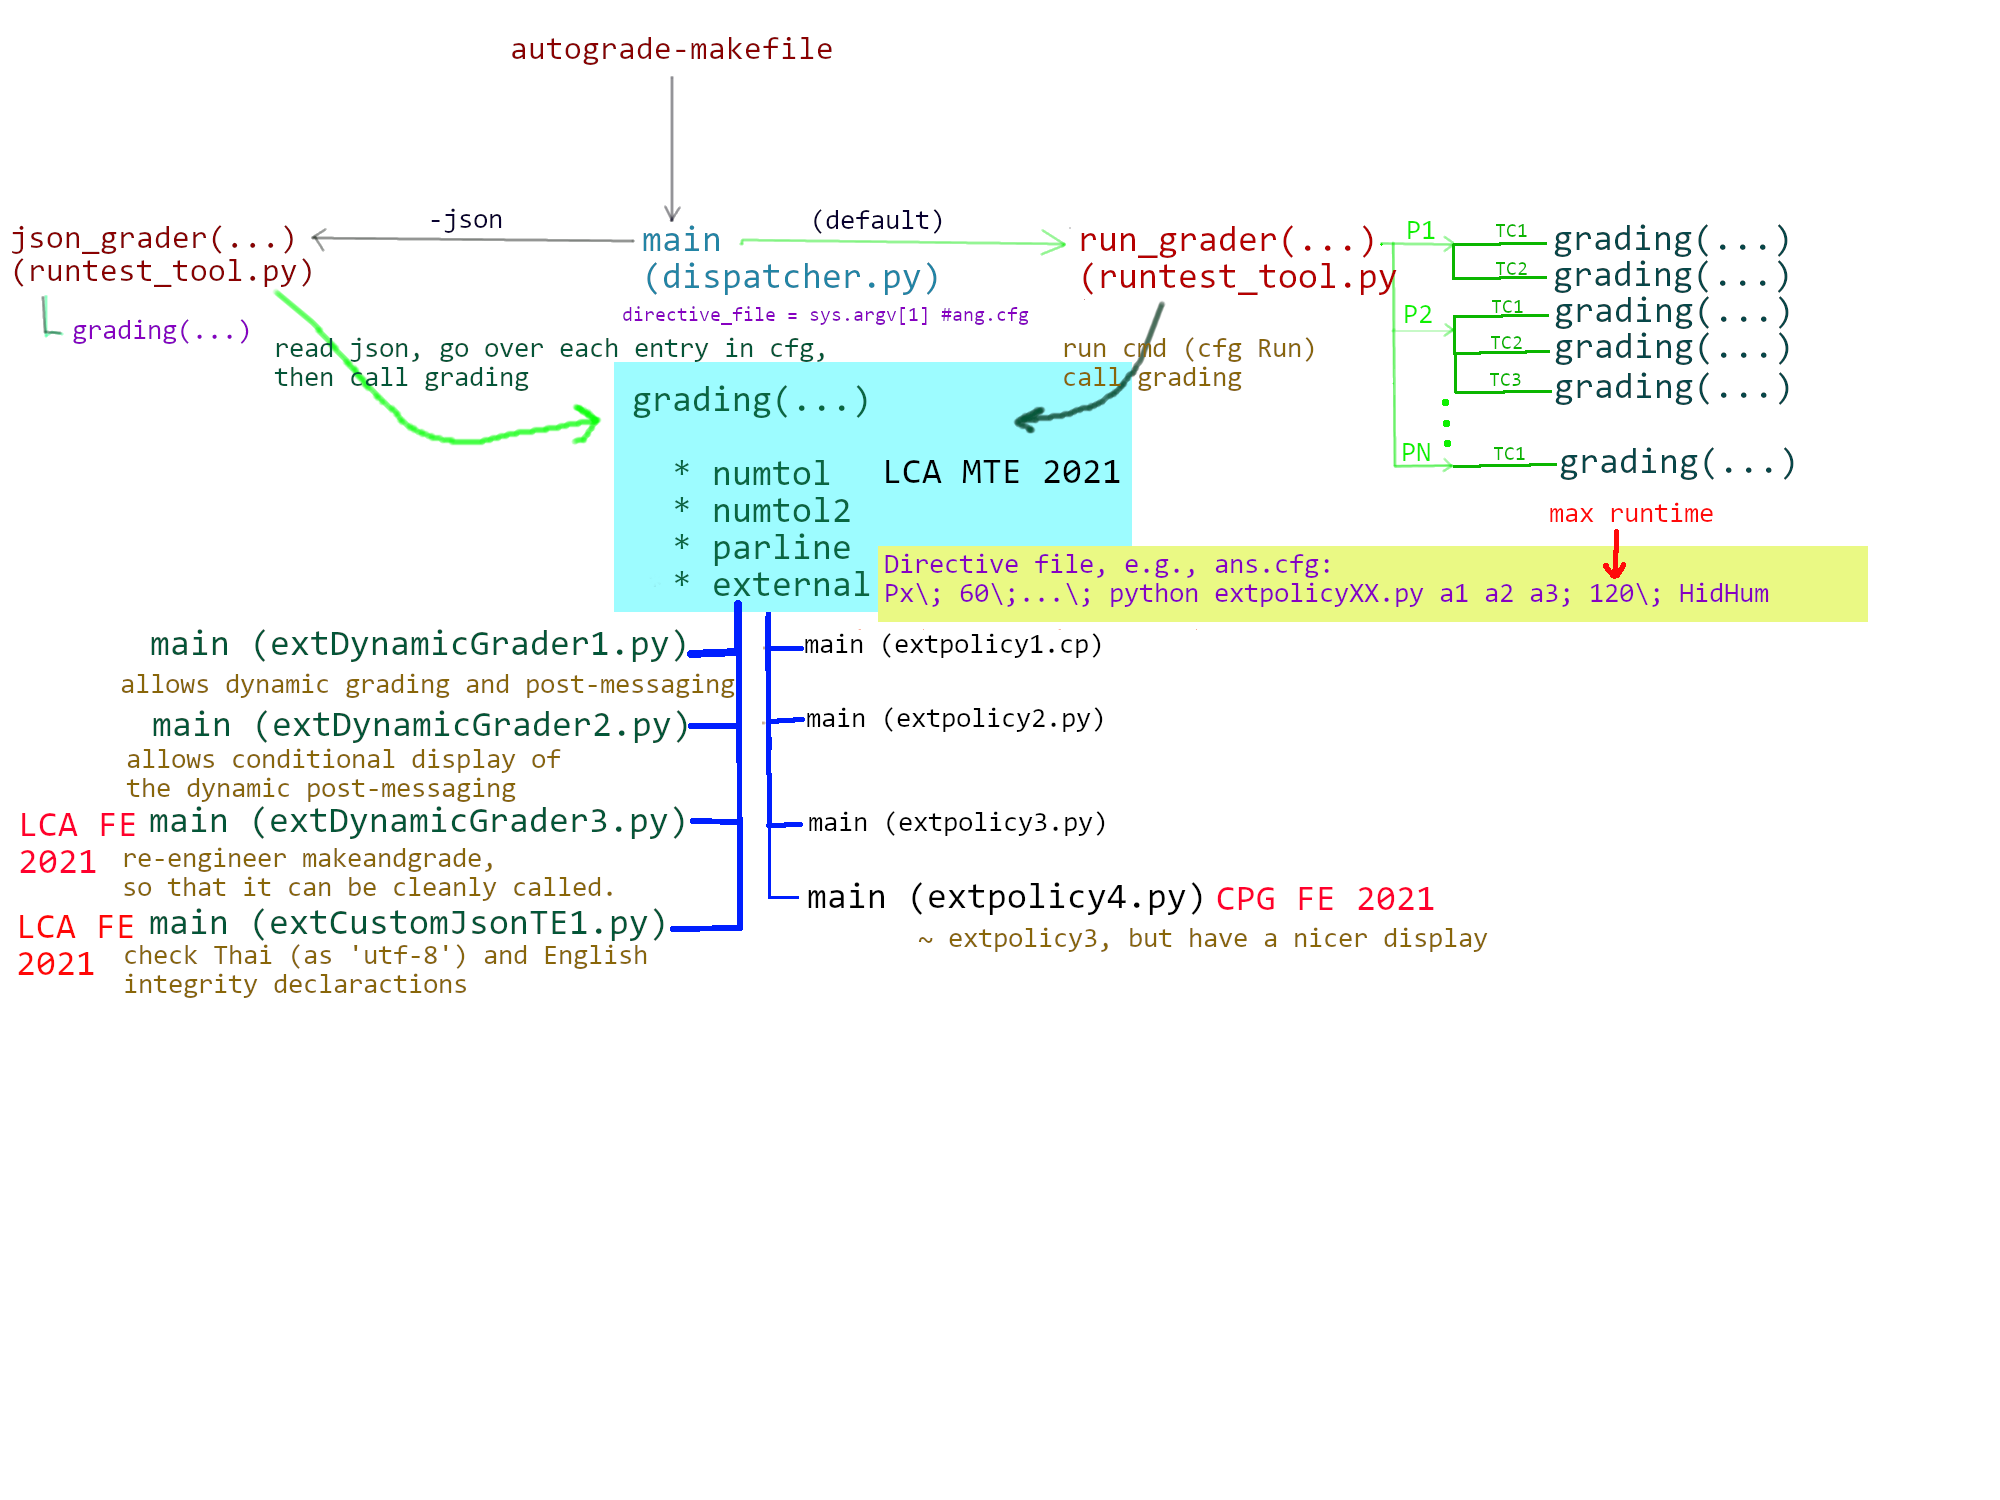 autograde-makefile
-json
(default)
json_grader(...)
(runtest_tool.py)
grading(...)
main
(dispatcher.py)
directive_file = sys.argv[1] #ang.cfg
run_grader(...)
(runtest_tool.py
P1
TC1
grading(...)
TC2
grading(...)
P2
TC1
grading(...)
TC2
grading(...)
TC3
grading(...)
PN
TC1
grading(...)
read json, go over each entry in cfg,
then call grading
run cmd (cfg Run)
call grading
grading(...)
* numtol
* numtol2
* parline
* external
LCA MTE 2021
max runtime
Directive file, e.g., ans.cfg:
Px\; 60\;...\; python extpolicyXX.py a1 a2 a3; 120\; HidHum
main (extDynamicGrader1.py)
allows dynamic grading and post-messaging
main (extDynamicGrader2.py)
allows conditional display of
the dynamic post-messaging
LCA FE
2021
main (extDynamicGrader3.py)
re-engineer makeandgrade,
so that it can be cleanly called.
LCA FE
2021
main (extCustomJsonTE1.py)
check Thai (as 'utf-8') and English
integrity declaractions
main (extpolicy1.cp)
main (extpolicy2.py)
main (extpolicy3.py)
main (extpolicy4.py)
CPG FE 2021
~ extpolicy3, but have a nicer display